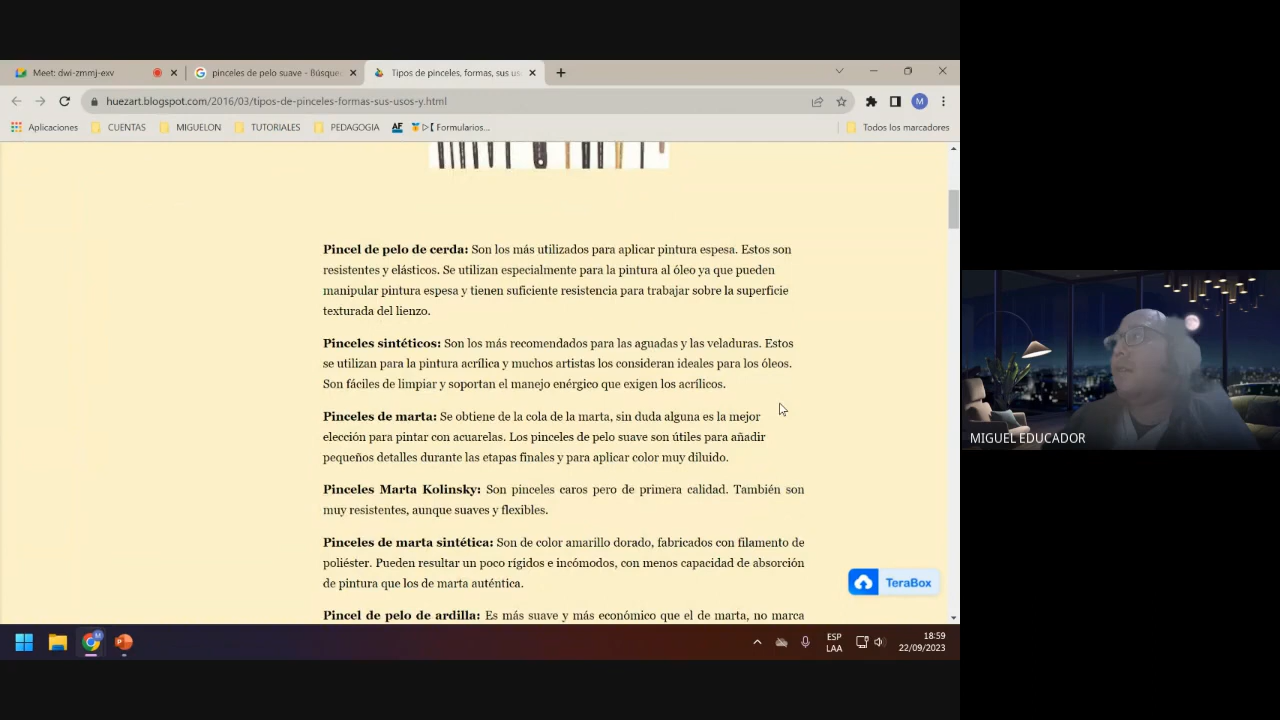 Meet: dwi-zmmj-exv
pinceles de pelo suave - Búsque
Tipos de pinceles, formas, sus us
huezart.blogspot.com/2016/03/tipos-de-pinceles-formas-sus-usos-y.html
M
Aplicaciones
CUENTAS
MIGUELON
TUTORIALES
PEDAGOGIA
AF
Formularios...
Todos los marcadores
Pincel de pelo de cerda: Son los más utilizados para aplicar pintura espesa. Estos son
resistentes y elásticos. Se utilizan especialmente para la pintura al óleo ya que pueden
manipular pintura espesa y tienen suficiente resistencia para trabajar sobre la superficie
texturada del lienzo.
Pinceles sintéticos: Son los más recomendados para las aguadas y las veladuras. Estos
se utilizan para la pintura acrílica y muchos artistas los consideran ideales para los óleos.
Son fáciles de limpiar y soportan el manejo enérgico que exigen los acrílicos.
Pinceles de marta: Se obtiene de la cola de la marta, sin duda alguna es la mejor
elección para pintar con acuarelas. Los pinceles de pelo suave son útiles para añadir
pequeños detalles durante las etapas finales y para aplicar color muy diluido.
Pinceles Marta Kolinsky: Son pinceles caros pero de primera calidad. También son
muy resistentes, aunque suaves y flexibles.
Pinceles de marta sintética: Son de color amarillo dorado, fabricados con filamento de
poliéster. Pueden resultar un poco rígidos e incómodos, con menos capacidad de absorción
de pintura que los de marta auténtica.
Pincel de pelo de ardilla: Es más suave y más económico que el de marta, no marca
TeraBox
MIGUEL EDUCADOR
ESP
LAA
18:59
22/09/2023